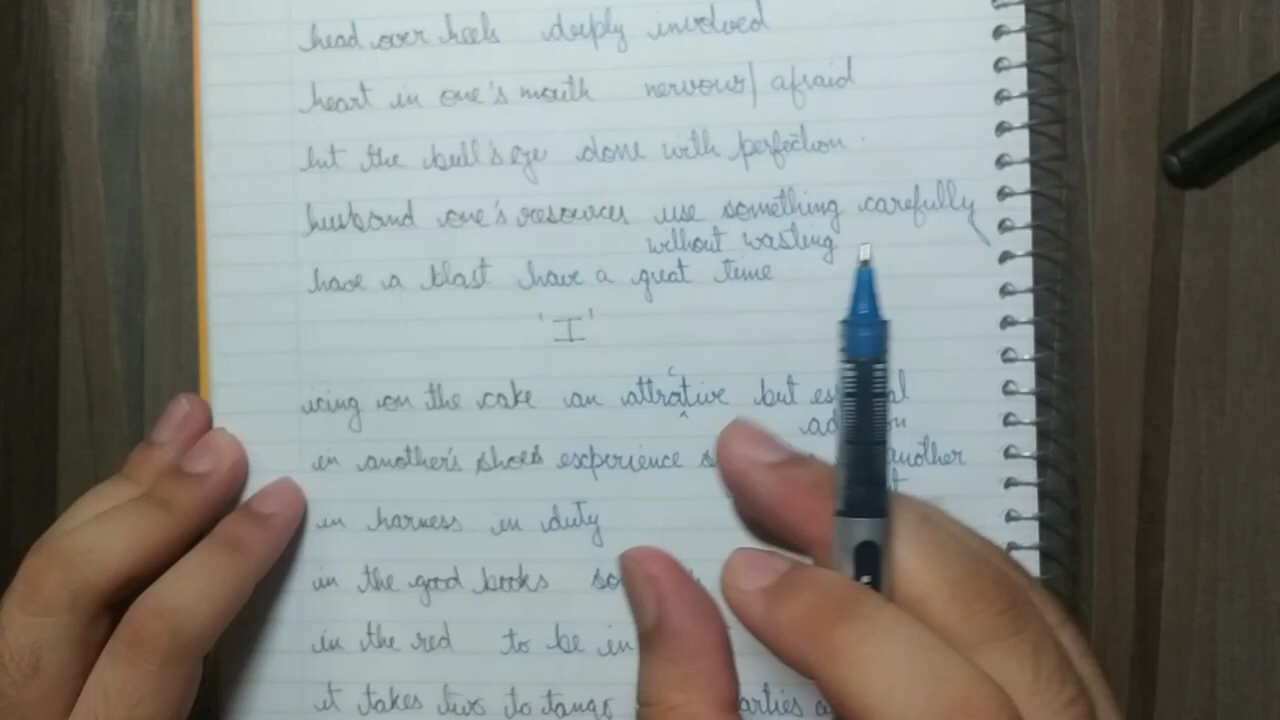 head over heels deeply involved
heart in one's mouth nervous/ afraid
hit the bull's eye done with perfection.
husband one's resources use something carefully
without wasting
have a blast have a great time
'I'
icing on the cake an attractive but
in another's shoes experience another
in harness in duty
in the good books
in the red to be in
it takes two to tango